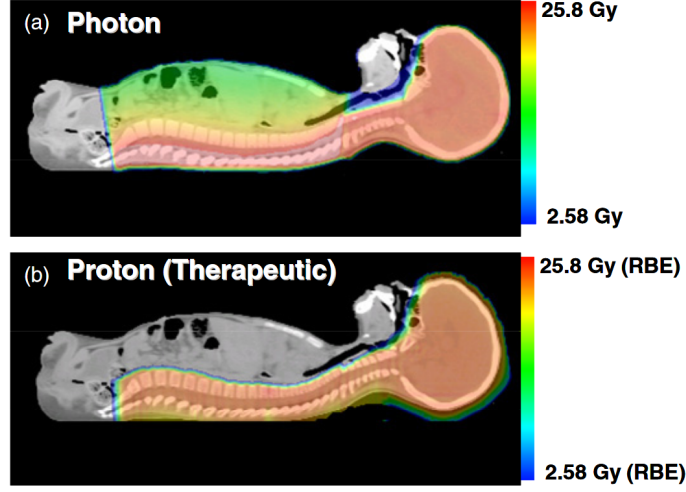 (a) Photon
25.8 Gy
2.58 Gy
(b) Proton (Therapeutic)
25.8 Gy (RBE)
2.58 Gy (RBE)